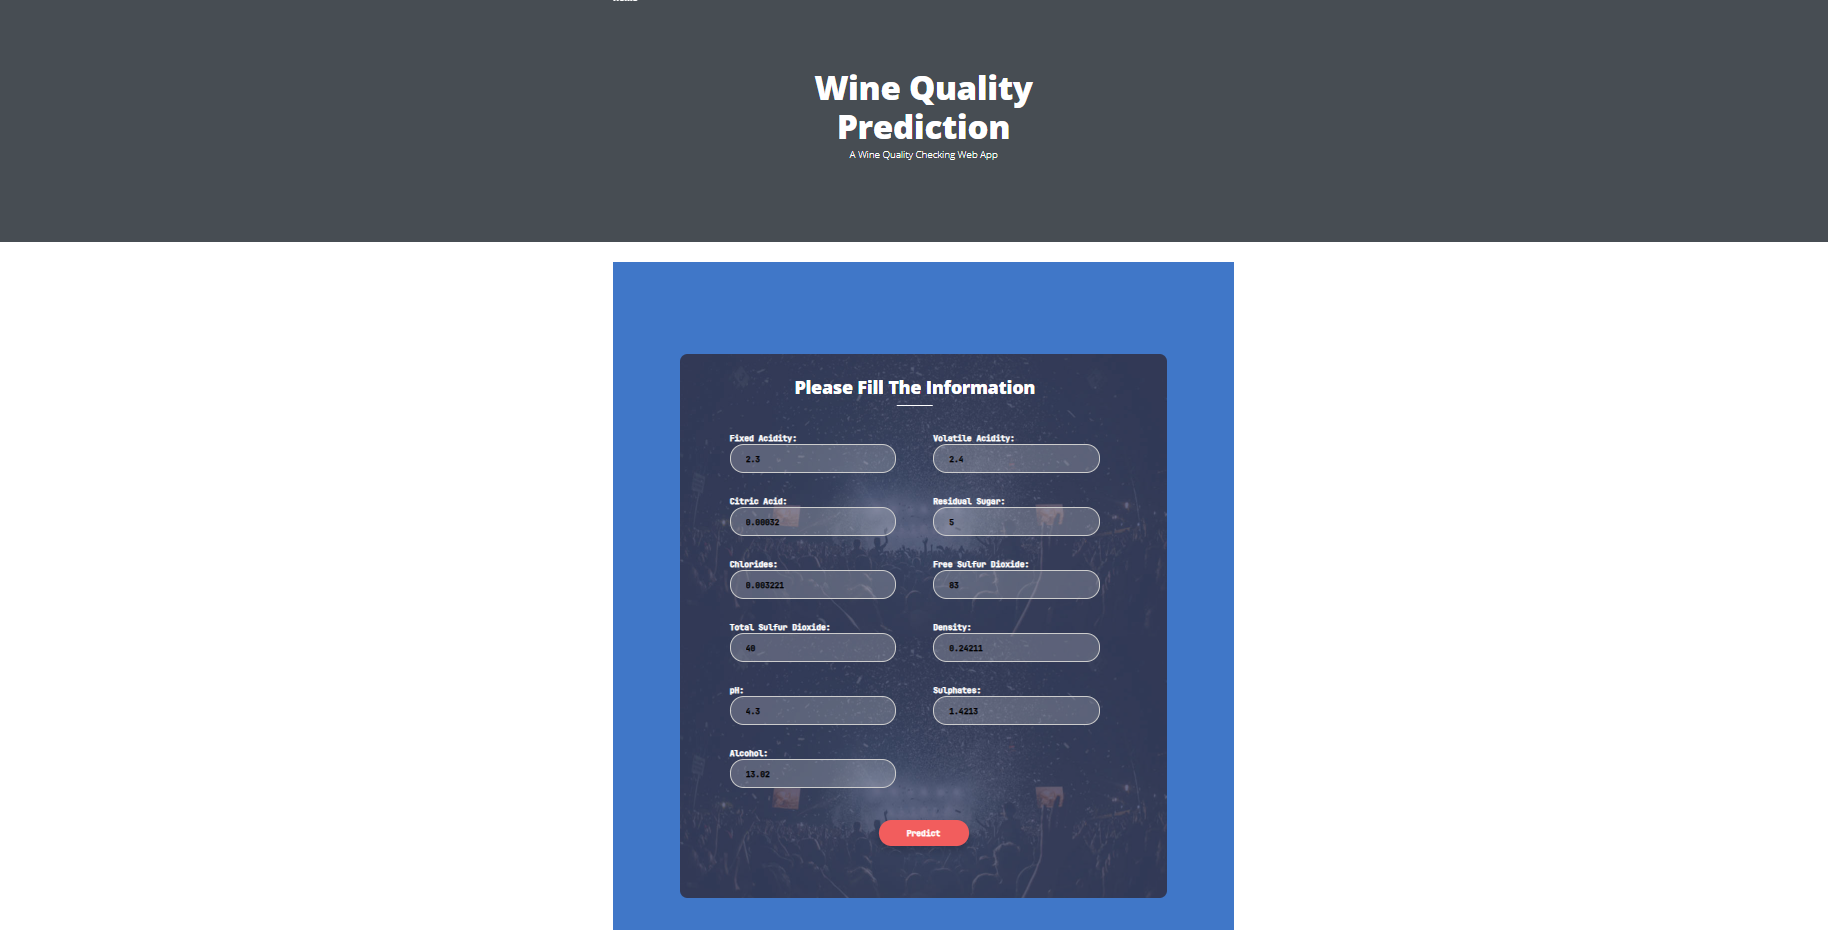 Wine Quality
Prediction
A Wine Quality Checking Web App
Please Fill The Information
Fixed Acidity: Volatile Acidity:
2.3 2.4
Citric Acid: Residual Sugar:
0.00032 5
Chlorides: Free Sulfur Dioxide:
0.003221 03
Total Sulfur Dioxide: Density:
40 0.24211
pH: Sulphates:
4.3 1.4213
Alcohol:
13.02
Predict